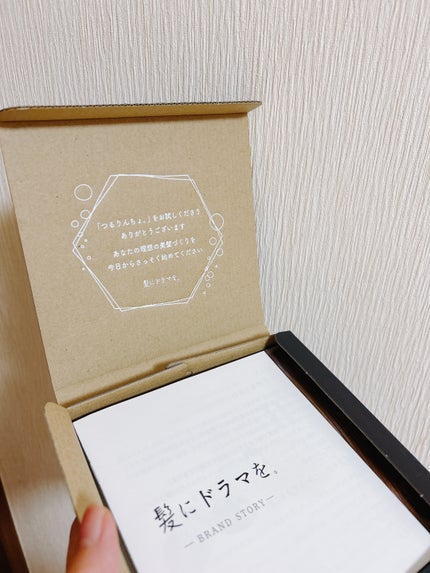 「つるりんちょ。」をお試しくださり
ありがとうございます
あなたの理想の美髪づくりを
今日からさっそく始めてください
髪にドラマを。
髪にドラマを。
― BRAND STORY ―